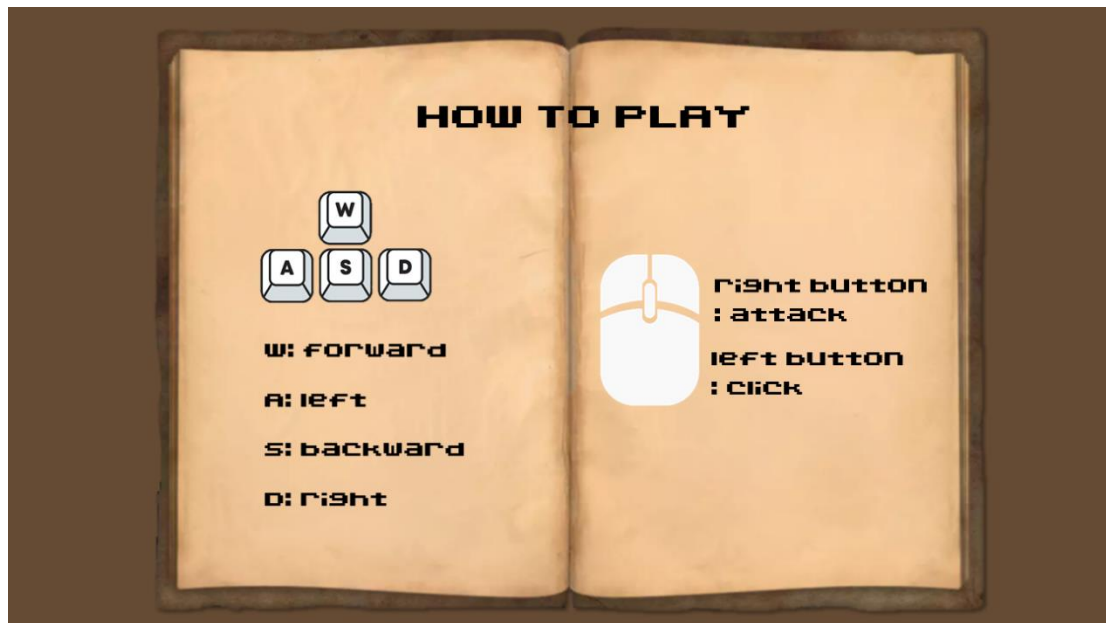 HOW TO PLAY
W
A S D
W: forward
A: left
S: backward
D: right
right button
: attack
left button
: click